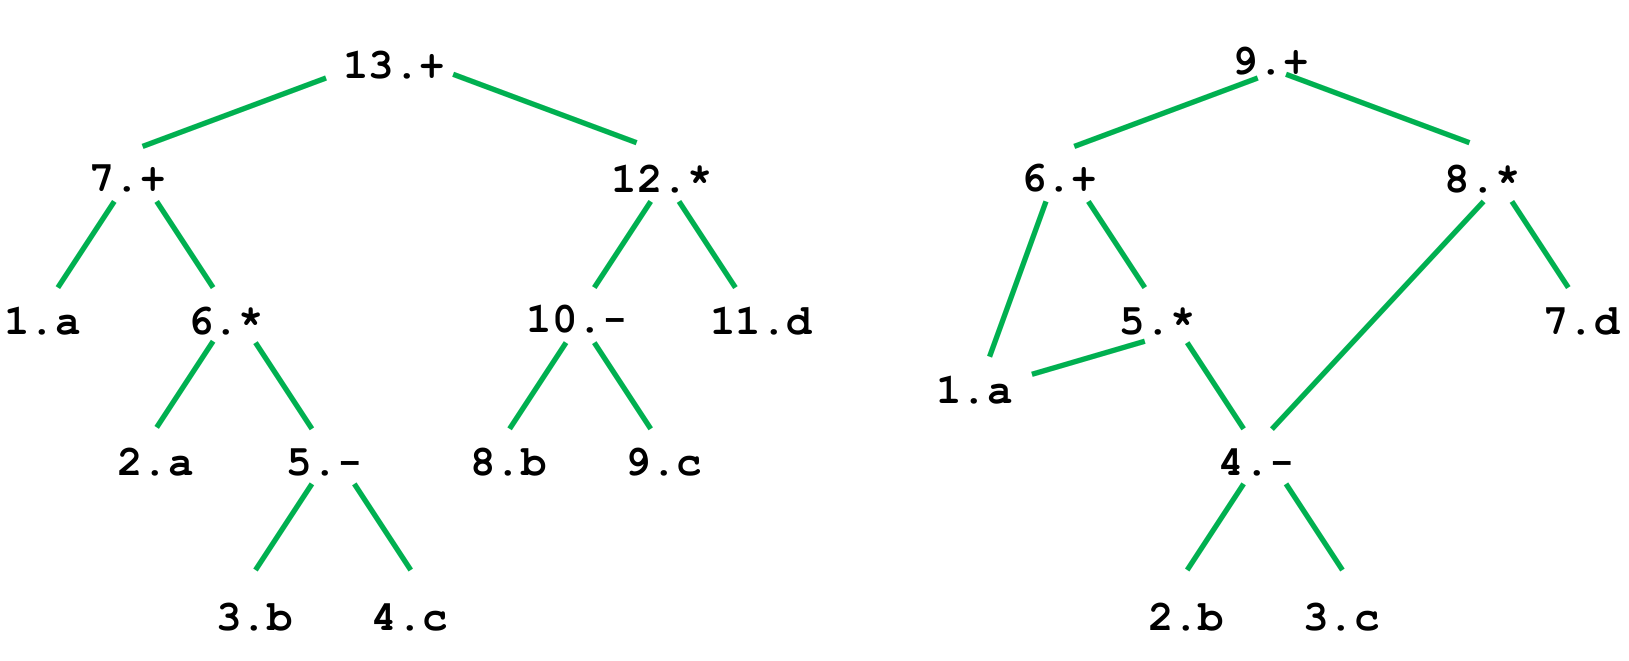 13.+
7.+ 12.*
1.a 6.* 10.- 11.d
2.a 5.- 8.b 9.c
3.b 4.c
9.+
6.+ 8.*
5.* 7.d
1.a
4.-
2.b 3.c